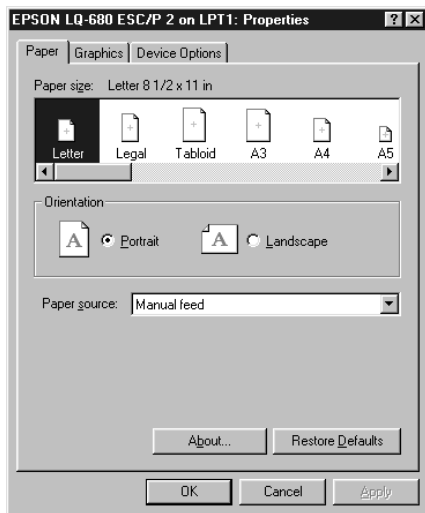 EPSON LQ-680 ESC/P 2 on LPT1: Properties
Paper Graphics Device Options
Paper size: Letter 8 1/2 x 11 in
Letter Legal Tabloid A3 A4 A5
Orientation
A Portrait A Landscape
Paper source: Manual feed
About... Restore Defaults
OK Cancel Apply